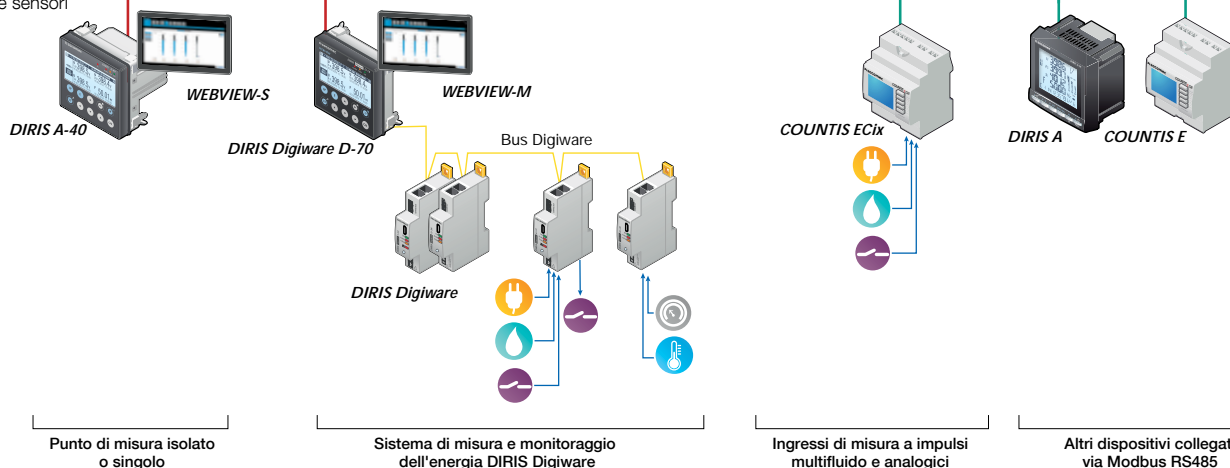 e sensori
WEBVIEW-S
WEBVIEW-M
DIRIS A-40
DIRIS Digiware D-70
Bus Digiware
COUNTIS ECix
DIRIS A
COUNTIS E
DIRIS Digiware
Punto di misura isolato
o singolo
Sistema di misura e monitoraggio
dell'energia DIRIS Digiware
Ingressi di misura a impulsi
multifluido e analogici
Altri dispositivi collegat
via Modbus RS485